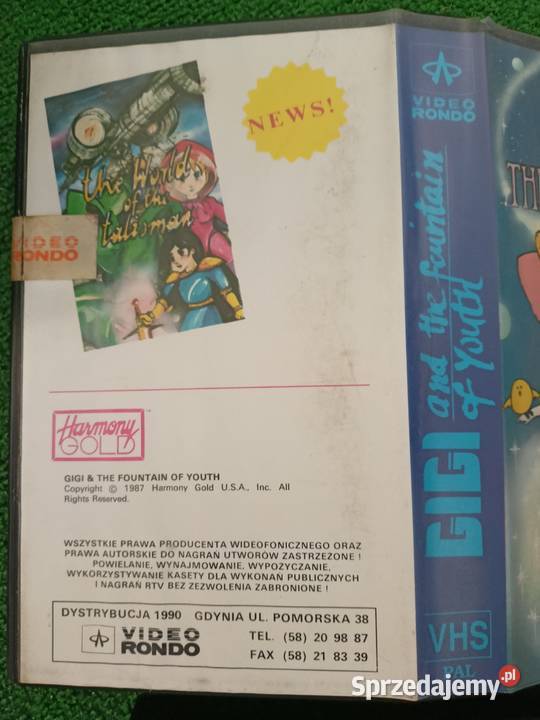 the World
of the
talisman
NEWS!
VIDEO
RONDO
Harmony
GOLD
™
GIGI & THE FOUNTAIN OF YOUTH
Copyright © 1987 Harmony Gold U.S.A., Inc. All
Rights Reserved.
WSZYSTKIE PRAWA PRODUCENTA WIDEOFONICZNEGO ORAZ
PRAWA AUTORSKIE DO NAGRAŃ UTWORÓW ZASTRZEŻONE !
POWIELANIE, WYNAJMOWANIE, WYPOŻYCZANIE,
WYKORZYSTYWANIE KASETY DLA WYKONAŃ PUBLICZNYCH
I NAGRAŃ RTV BEZ ZEZWOLENIA ZABRONIONE !
DYSTRYBUCJA 1990 GDYNIA UL. POMORSKA 38
VIDEO
RONDO
TEL. (58) 20 98 87
FAX (58) 21 83 39
VIDEO
RONDO
GIGI and the fountain
of Youth
VHS
PAL
Sprzedajemy.pl